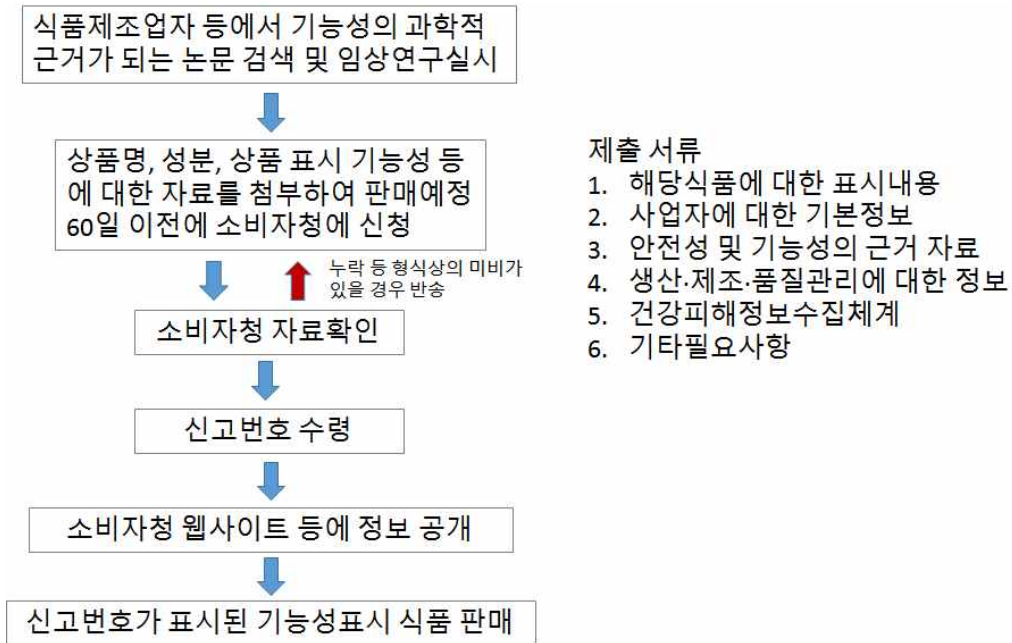 식품제조업자 등에서 기능성의 과학적
근거가 되는 논문 검색 및 임상연구실시
상품명, 성분, 상품 표시 기능성 등
에 대한 자료를 첨부하여 판매예정
60일 이전에 소비자청에 신청
누락 등 형식상의 미비가
있을 경우 반송
소비자청 자료확인
신고번호 수령
소비자청 웹사이트 등에 정보 공개
신고번호가 표시된 기능성표시 식품 판매
제출 서류
1. 해당식품에 대한 표시내용
2. 사업자에 대한 기본정보
3. 안전성 및 기능성의 근거 자료
4. 생산·제조·품질관리에 대한 정보
5. 건강피해정보수집체계
6. 기타필요사항